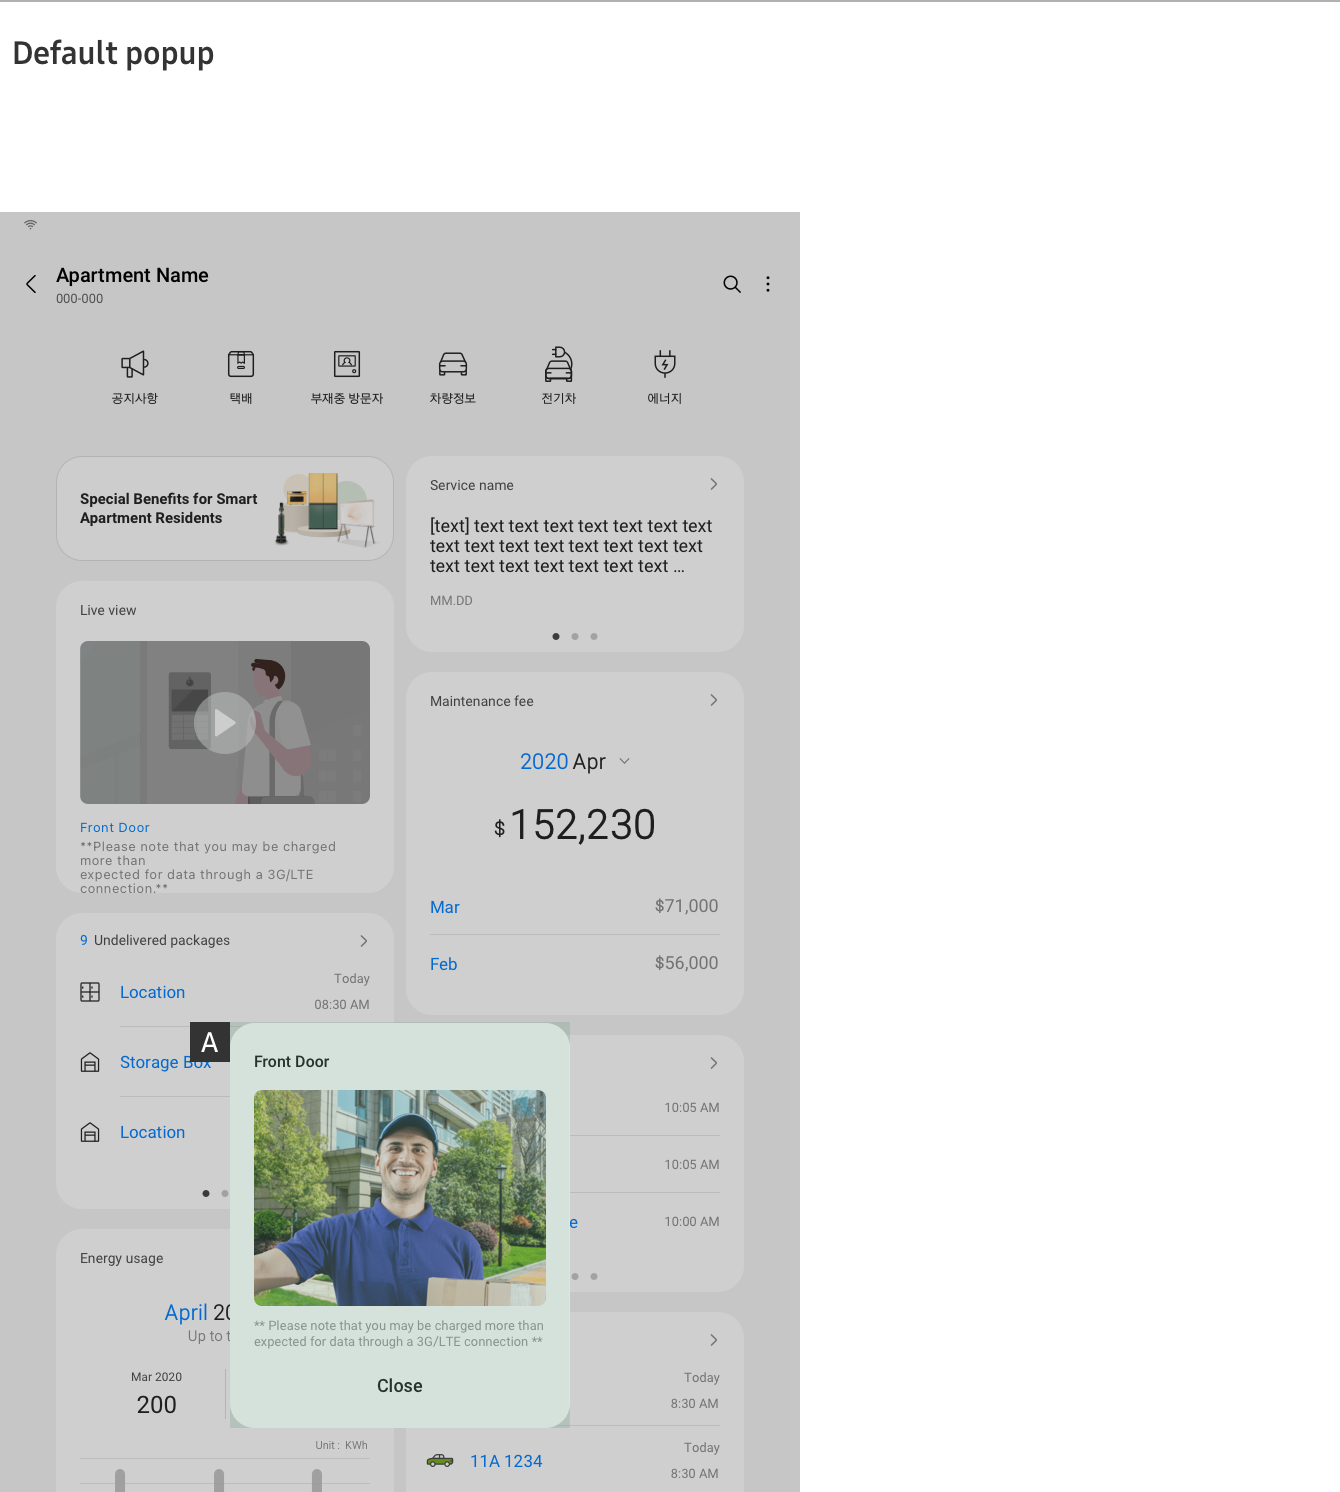 Default popup
Apartment Name
000-000
공지사항
택배
부재중 방문자
차량정보
전기차
에너지
Special Benefits for Smart
Apartment Residents
Live view
Front Door
**Please note that you may be charged
more than
expected for data through a 3G/LTE
connection.**
9 Undelivered packages
Location
Today
08:30 AM
Storage Box
Location
Energy usage
April 20
Up to t
Mar 2020
200
Unit : KWh
Service name
[text] text text text text text text text
text text text text text text text text
text text text text text text text ...
MM.DD
Maintenance fee
2020 Apr
$ 152,230
Mar
$71,000
Feb
$56,000
10:05 AM
10:05 AM
e
10:00 AM
Today
8:30 AM
11A 1234
Today
8:30 AM
A
Front Door
** Please note that you may be charged more than
expected for data through a 3G/LTE connection **
Close